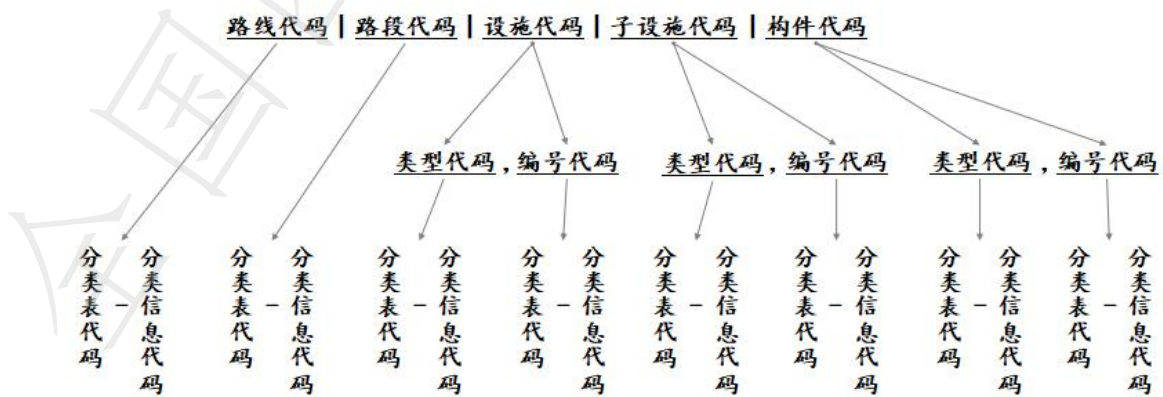 路线代码 | 路段代码 | 设施代码 | 子设施代码 | 构件代码
类型代码 , 编号代码 类型代码 , 编号代码 类型代码 , 编号代码
分类表代码 – 分类信息代码 分类表代码 – 分类信息代码 分类表代码 – 分类信息代码 分类表代码 – 分类信息代码 分类表代码 – 分类信息代码 分类表代码 – 分类信息代码 分类表代码 – 分类信息代码 分类表代码 – 分类信息代码
全国